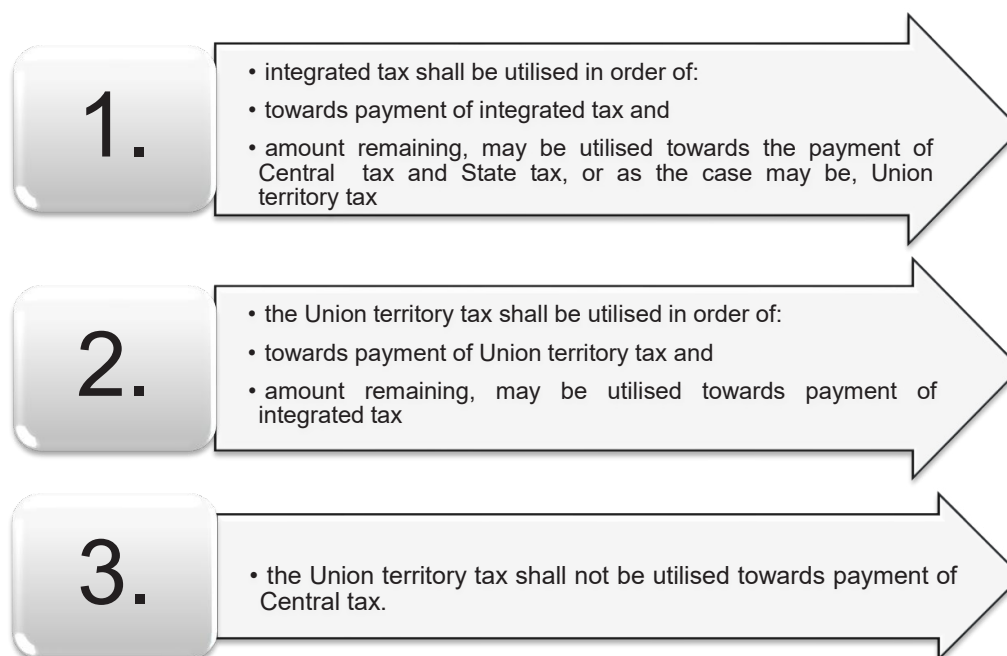 1.
• integrated tax shall be utilised in order of:
• towards payment of integrated tax and
• amount remaining, may be utilised towards the payment of
Central tax and State tax, or as the case may be, Union
territory tax
2.
• the Union territory tax shall be utilised in order of:
• towards payment of Union territory tax and
• amount remaining, may be utilised towards payment of
integrated tax
3.
• the Union territory tax shall not be utilised towards payment of
Central tax.